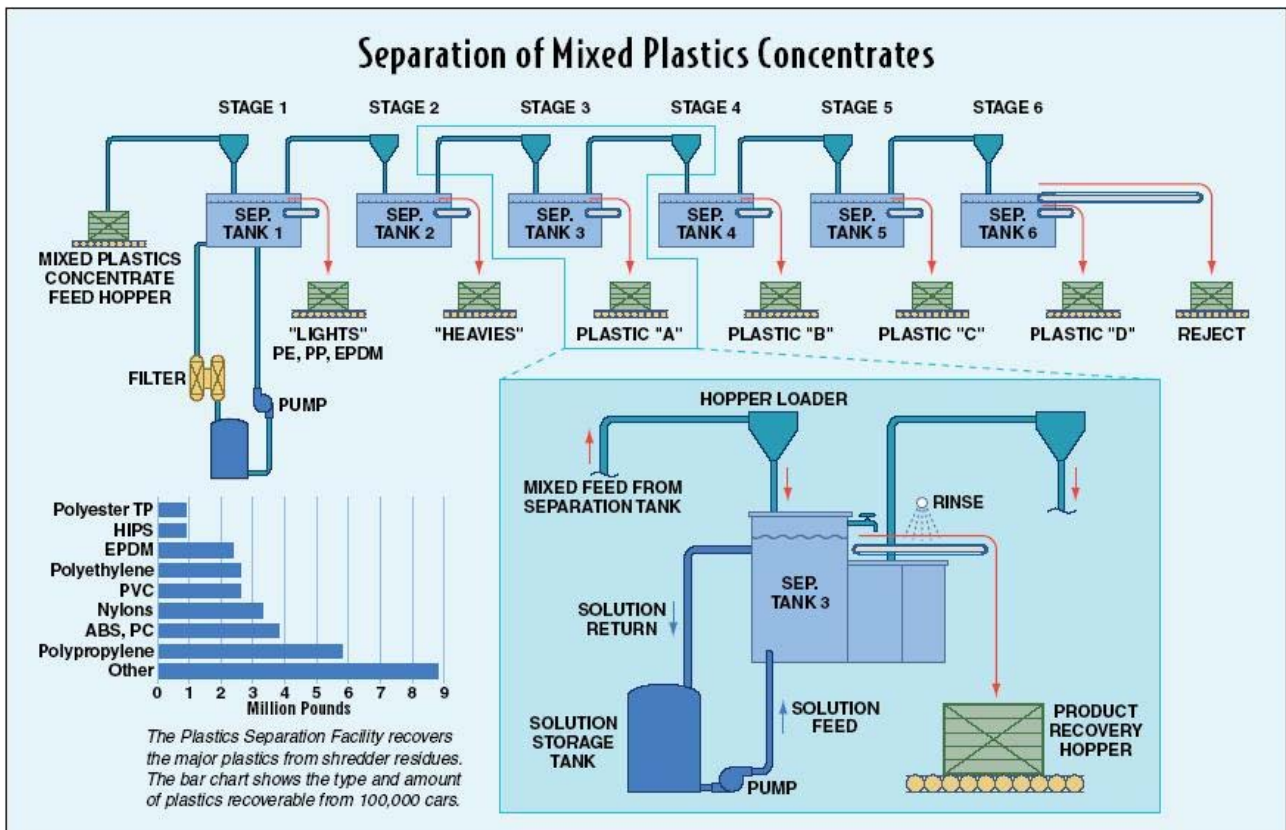 Separation of Mixed Plastics Concentrates
STAGE 1
STAGE 2
STAGE 3
STAGE 4
STAGE 5
STAGE 6
SEP.
TANK 1
SEP.
TANK 2
SEP.
TANK 3
SEP.
TANK 4
SEP.
TANK 5
SEP.
TANK 6
MIXED PLASTICS
CONCENTRATE
FEED HOPPER
"LIGHTS"
PE, PP, EPDM
"HEAVIES"
PLASTIC "A"
PLASTIC "B"
PLASTIC "C"
PLASTIC "D"
REJECT
FILTER
PUMP
HOPPER LOADER
MIXED FEED FROM
SEPARATION TANK
RINSE
SEP.
TANK 3
SOLUTION
RETURN
SOLUTION
STORAGE
TANK
SOLUTION
FEED
PUMP
PRODUCT
RECOVERY
HOPPER
Polyester TP
HIPS
EPDM
Polyethylene
PVC
Nylons
ABS, PC
Polypropylene
Other
0 1 2 3 4 5 6 7 8 9
Million Pounds
The Plastics Separation Facility recovers
the major plastics from shredder residues.
The bar chart shows the type and amount
of plastics recoverable from 100,000 cars.